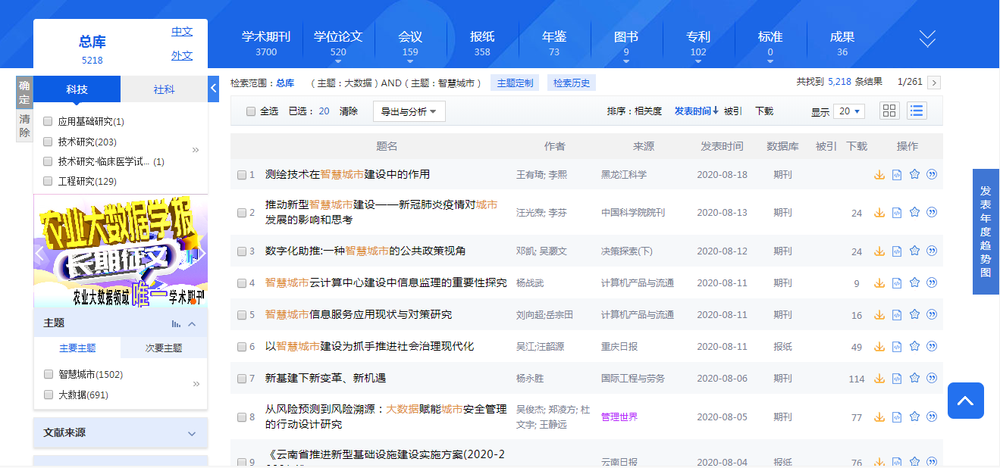 总库
5218
中文
外文
学术期刊
3700
学位论文
520
会议
159
报纸
358
年鉴
73
图书
9
专利
102
标准
0
成果
36
确定
清除
科技 社科
应用基础研究(1)
技术研究(203)
技术研究-临床医学试... (1)
工程研究(129)
农业大数据学报
长期征文
农业大数据领域唯一学术期刊
主题
主要主题 次要主题
智慧城市(1502)
大数据(691)
文献来源
检索范围：总库 （主题：大数据）AND（主题：智慧城市） 主题定制 检索历史 共找到 5,218 条结果 1/261
全选 已选： 20 清除 导出与分析 排序：相关度 发表时间 被引 下载 显示 20
题名 作者 来源 发表时间 数据库 被引 下载 操作
1 测绘技术在智慧城市建设中的作用 王有琦; 李熙 黑龙江科学 2020-08-18 期刊
2 推动新型智慧城市建设——新冠肺炎疫情对城市
发展的影响和思考 汪光焘; 李芬 中国科学院院刊 2020-08-13 期刊 24
3 数字化助推:一种智慧城市的公共政策视角 邓凯; 吴灏文 决策探索(下) 2020-08-12 期刊 24
4 智慧城市云计算中心建设中信息监理的重要性探究 杨战武 计算机产品与流通 2020-08-11 期刊 9
5 智慧城市信息服务应用现状与对策研究 刘向超;岳宗田 计算机产品与流通 2020-08-11 期刊 16
6 以智慧城市建设为抓手推进社会治理现代化 吴江;汪韶源 重庆日报 2020-08-11 报纸 49
7 新基建下新变革、新机遇 杨永胜 国际工程与劳务 2020-08-06 期刊 114
8 从风险预测到风险溯源：大数据赋能城市安全管理
的行动设计研究 吴俊杰; 郑凌方; 杜
文宇; 王静远 管理世界 2020-08-05 期刊 77
9 《云南省推进新型基础设施建设实施方案(2020-2
云南日报 2020-08-04 报纸 76
发表年度趋势图